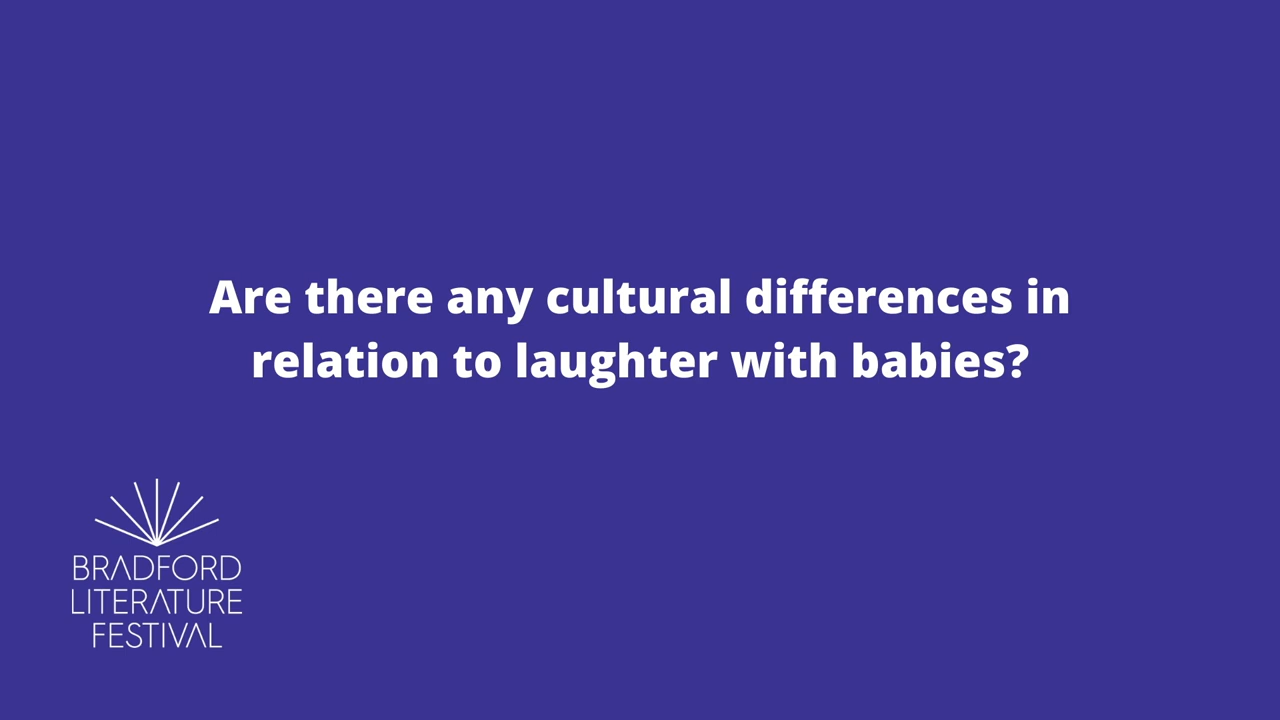 Are there any cultural differences in
relation to laughter with babies?
BRADFORD
LITERATURE
FESTIVAL